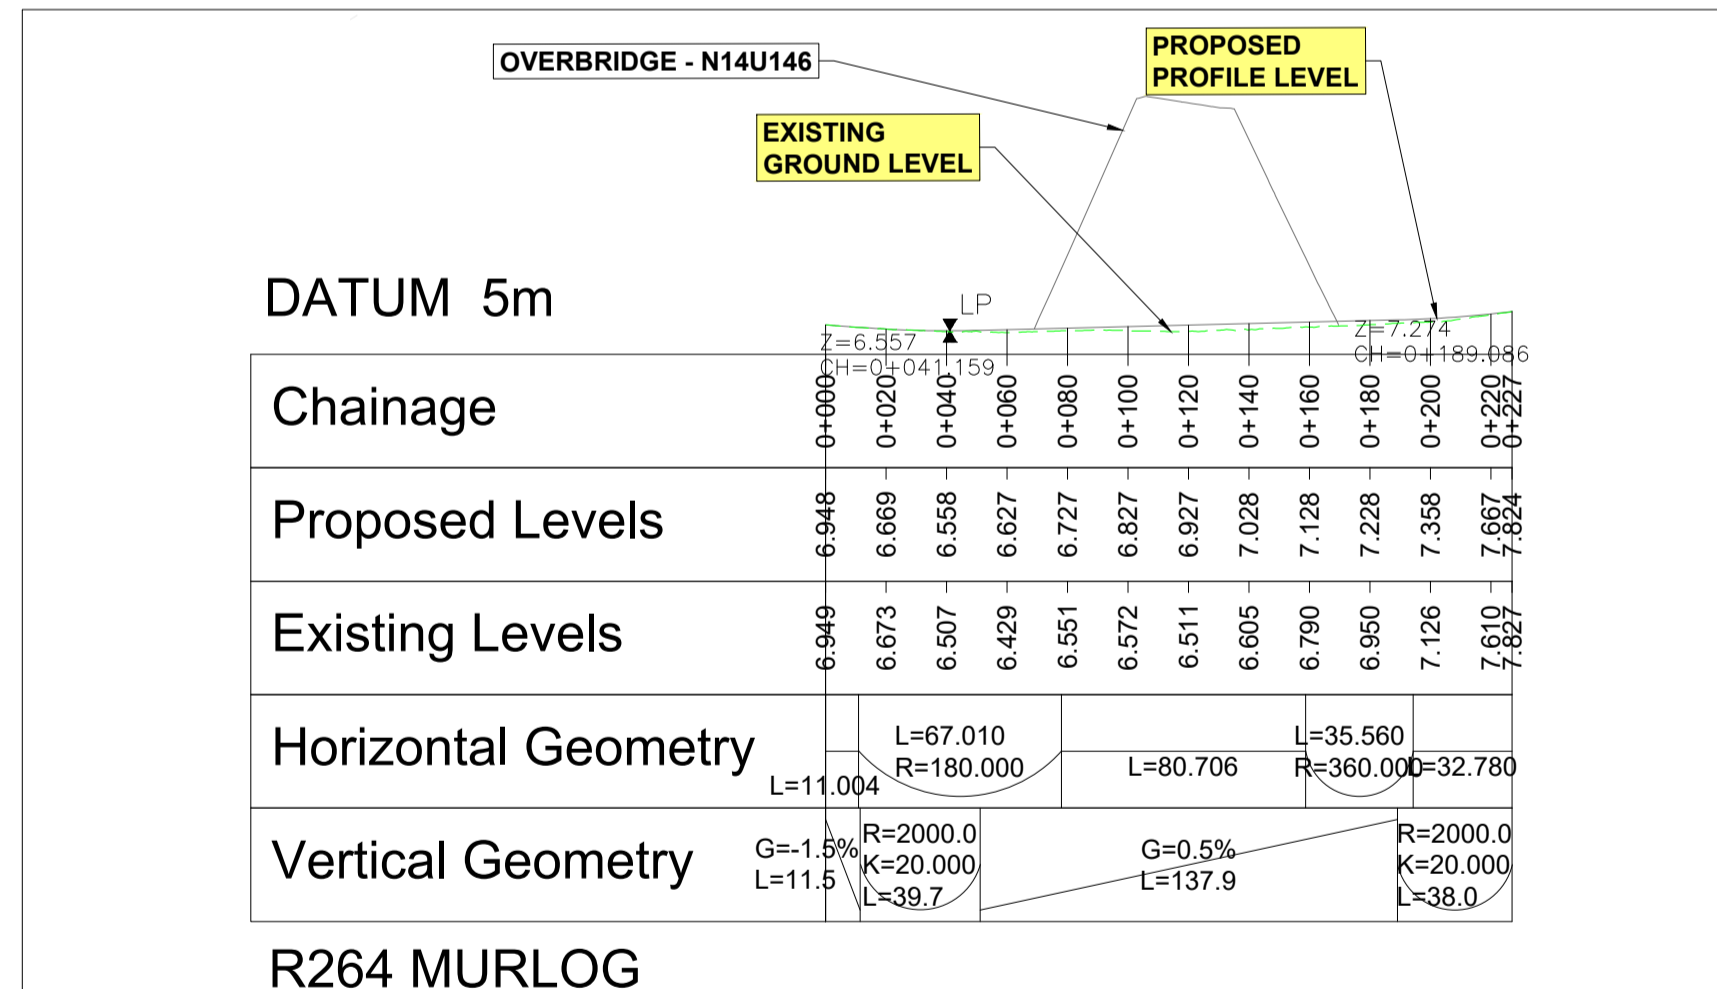 OVERBRIDGE - N14U146
PROPOSED
PROFILE LEVEL
EXISTING
GROUND LEVEL
DATUM 5m
LP
Z=6.557
CH=0+041.159
Z=7.274
CH=0+189.086
Chainage
0+000 0+020 0+040 0+060 0+080 0+100 0+120 0+140 0+160 0+180 0+200 0+220 0+227
Proposed Levels
6.948 6.669 6.558 6.627 6.727 6.827 6.927 7.028 7.128 7.228 7.358 7.667 7.824
Existing Levels
6.949 6.673 6.507 6.429 6.551 6.572 6.511 6.605 6.790 6.950 7.126 7.610 7.827
Horizontal Geometry
L=11.004
L=67.010
R=180.000
L=80.706
L=35.560
R=360.000
L=32.780
Vertical Geometry
G=-1.5%
L=11.5
R=2000.0
K=20.000
L=39.7
G=0.5%
L=137.9
R=2000.0
K=20.000
L=38.0
R264 MURLOG